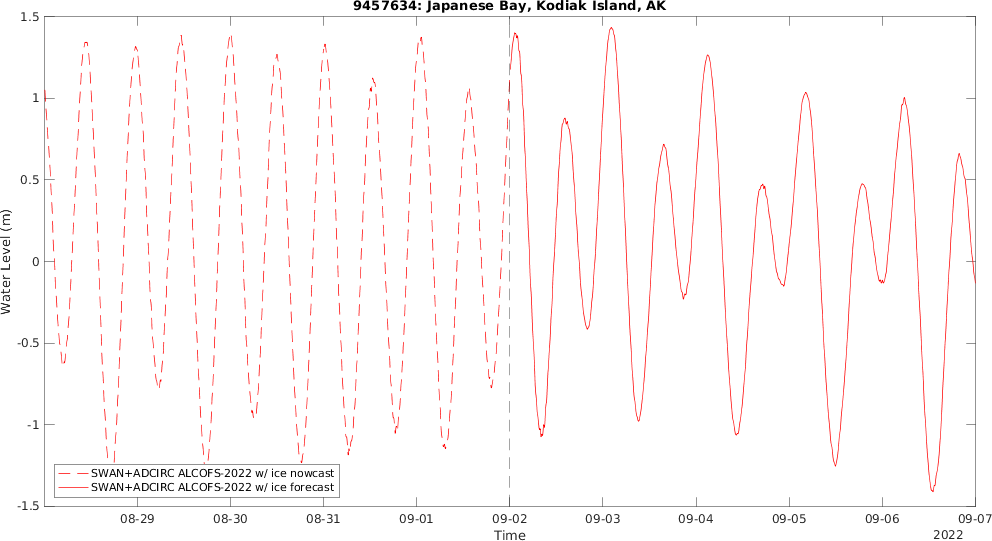 9457634: Japanese Bay, Kodiak Island, AK
1.5
1
0.5
0
-0.5
-1
-1.5
Water Level (m)
SWAN+ADCIRC ALCOFS-2022 w/ ice nowcast
SWAN+ADCIRC ALCOFS-2022 w/ ice forecast
08-29 08-30 08-31 09-01 09-02 09-03 09-04 09-05 09-06 09-07
Time
2022